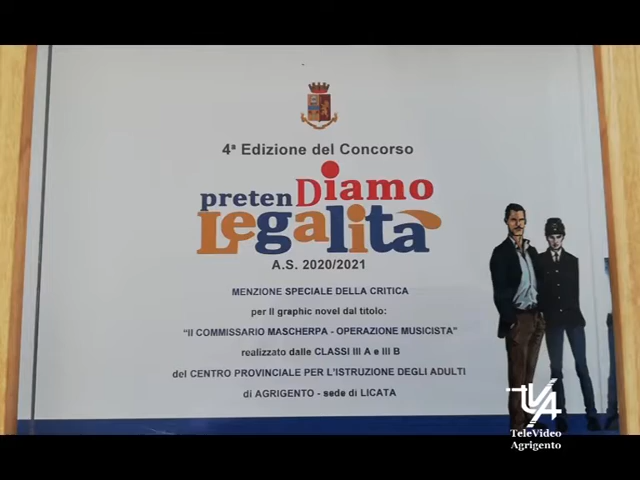 4ª Edizione del Concorso
pretenDiamo
Legalità
A.S. 2020/2021
MENZIONE SPECIALE DELLA CRITICA
per Il graphic novel dal titolo:
"Il COMMISSARIO MASCHERPA - OPERAZIONE MUSICISTA"
realizzato dalle CLASSI III A e III B
del CENTRO PROVINCIALE PER L'ISTRUZIONE DEGLI ADULTI
di AGRIGENTO - sede di LICATA
tVA
TeleVideo
Agrigento